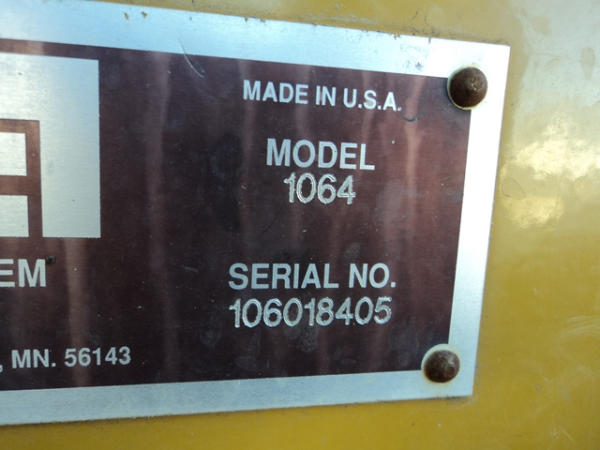 MADE IN U.S.A.
MODEL
1064
EM
SERIAL NO.
106018405
, MN. 56143